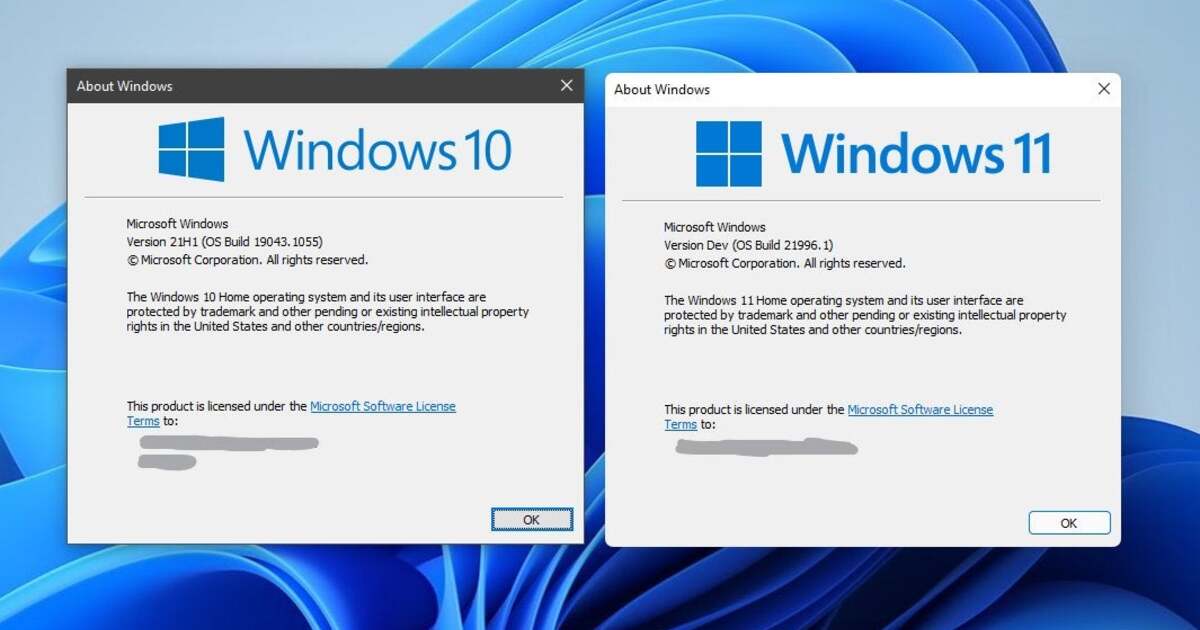 About Windows
Windows 10
Microsoft Windows
Version 21H1 (OS Build 19043.1055)
© Microsoft Corporation. All rights reserved.
The Windows 10 Home operating system and its user interface are
protected by trademark and other pending or existing intellectual property
rights in the United States and other countries/regions.
This product is licensed under the Microsoft Software License
Terms to:
OK
About Windows
Windows 11
Microsoft Windows
Version Dev (OS Build 21996.1)
© Microsoft Corporation. All rights reserved.
The Windows 11 Home operating system and its user interface are
protected by trademark and other pending or existing intellectual property
rights in the United States and other countries/regions.
This product is licensed under the Microsoft Software License
Terms to:
OK